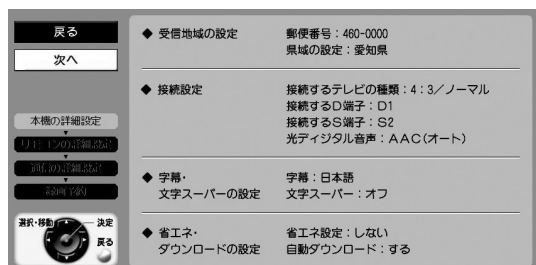 戻る
次へ
本機の詳細設定
選択・移動
決定
戻る
◆ 受信地域の設定
郵便番号：460-0000
県域の設定：愛知県
◆ 接続設定
接続するテレビの種類：4：3／ノーマル
接続するD端子：D1
接続するS端子：S2
光ディジタル音声：AAC(オート)
◆ 字幕・
文字スーパーの設定
字幕：日本語
文字スーパー：オフ
◆ 省エネ・
ダウンロードの設定
省エネ設定：しない
自動ダウンロード：する